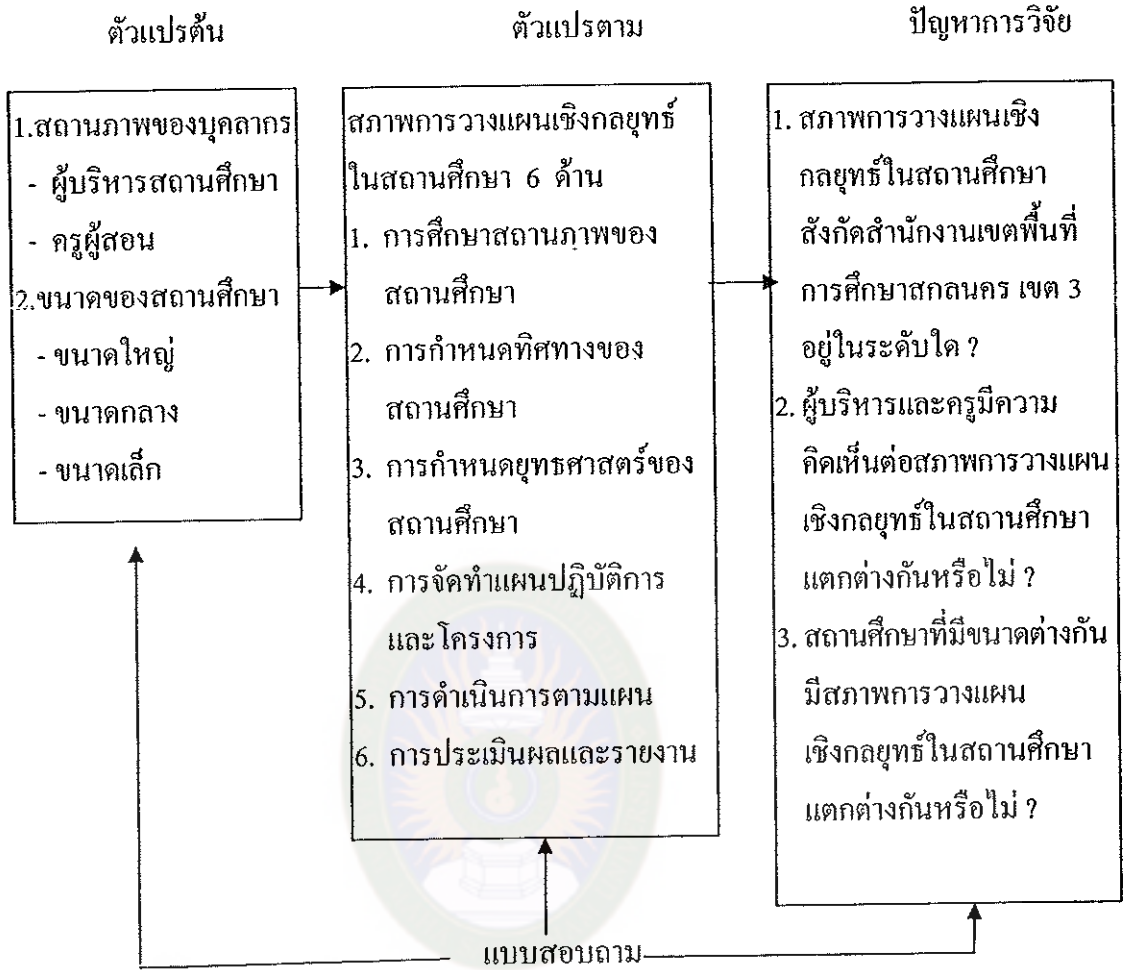 ตัวแปรต้น
ตัวแปรตาม
ปัญหาการวิจัย
1.สถานภาพของบุคลากร
- ผู้บริหารสถานศึกษา
- ครูผู้สอน
2.ขนาดของสถานศึกษา
- ขนาดใหญ่
- ขนาดกลาง
- ขนาดเล็ก
สภาพการวางแผนเชิงกลยุทธ์
ในสถานศึกษา 6 ด้าน
1. การศึกษาสถานภาพของ
สถานศึกษา
2. การกำหนดทิศทางของ
สถานศึกษา
3. การกำหนดยุทธศาสตร์ของ
สถานศึกษา
4. การจัดทำแผนปฏิบัติการ
และโครงการ
5. การดำเนินการตามแผน
6. การประเมินผลและรายงาน
1. สภาพการวางแผนเชิง
กลยุทธ์ในสถานศึกษา
สังกัดสำนักงานเขตพื้นที่
การศึกษาสกลนคร เขต 3
อยู่ในระดับใด ?
2. ผู้บริหารและครูมีความ
คิดเห็นต่อสภาพการวางแผน
เชิงกลยุทธ์ในสถานศึกษา
แตกต่างกันหรือไม่ ?
3. สถานศึกษาที่มีขนาดต่างกัน
มีสภาพการวางแผน
เชิงกลยุทธ์ในสถานศึกษา
แตกต่างกันหรือไม่ ?
แบบสอบถาม